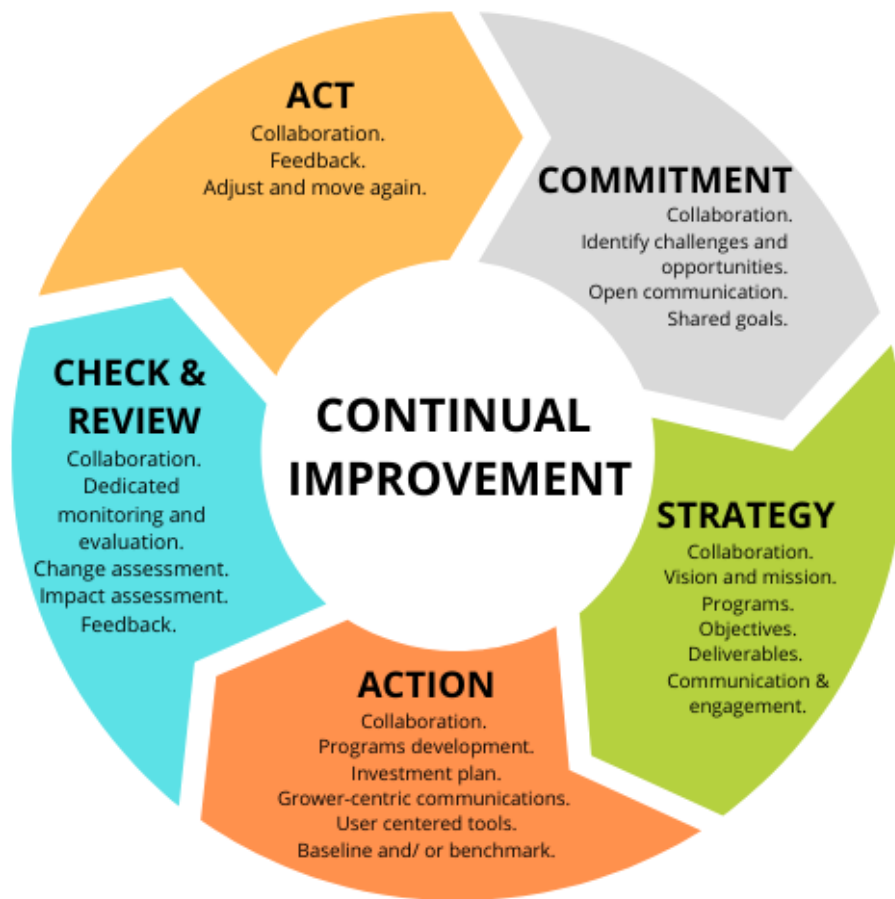 ACT
Collaboration.
Feedback.
Adjust and move again.
COMMITMENT
Collaboration.
Identify challenges and
opportunities.
Open communication.
Shared goals.
CONTINUAL
IMPROVEMENT
STRATEGY
Collaboration.
Vision and mission.
Programs.
Objectives.
Deliverables.
Communication &
engagement.
ACTION
Collaboration.
Programs development.
Investment plan.
Grower-centric communications.
User centered tools.
Baseline and/ or benchmark.
CHECK &
REVIEW
Collaboration.
Dedicated
monitoring and
evaluation.
Change assessment.
Impact assessment.
Feedback.